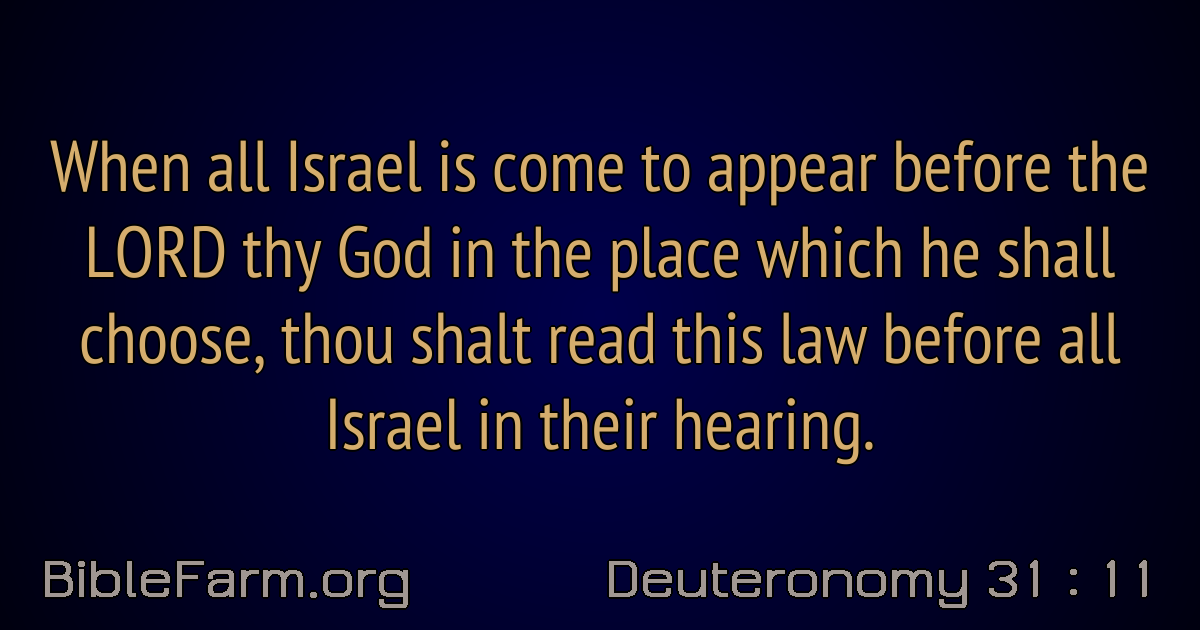 When all Israel is come to appear before the
LORD thy God in the place which he shall
choose, thou shalt read this law before all
Israel in their hearing.
BibleFarm.org
Deuteronomy 31 : 11